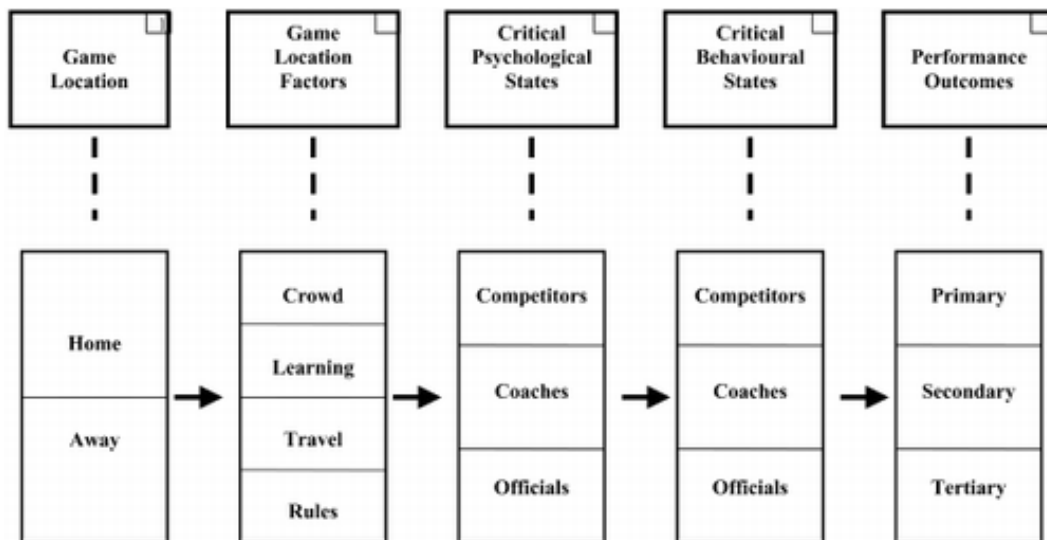 Game
Location
Game
Location
Factors
Critical
Psychological
States
Critical
Behavioural
States
Performance
Outcomes
Home
Away
Crowd
Learning
Travel
Rules
Competitors
Coaches
Officials
Competitors
Coaches
Officials
Primary
Secondary
Tertiary